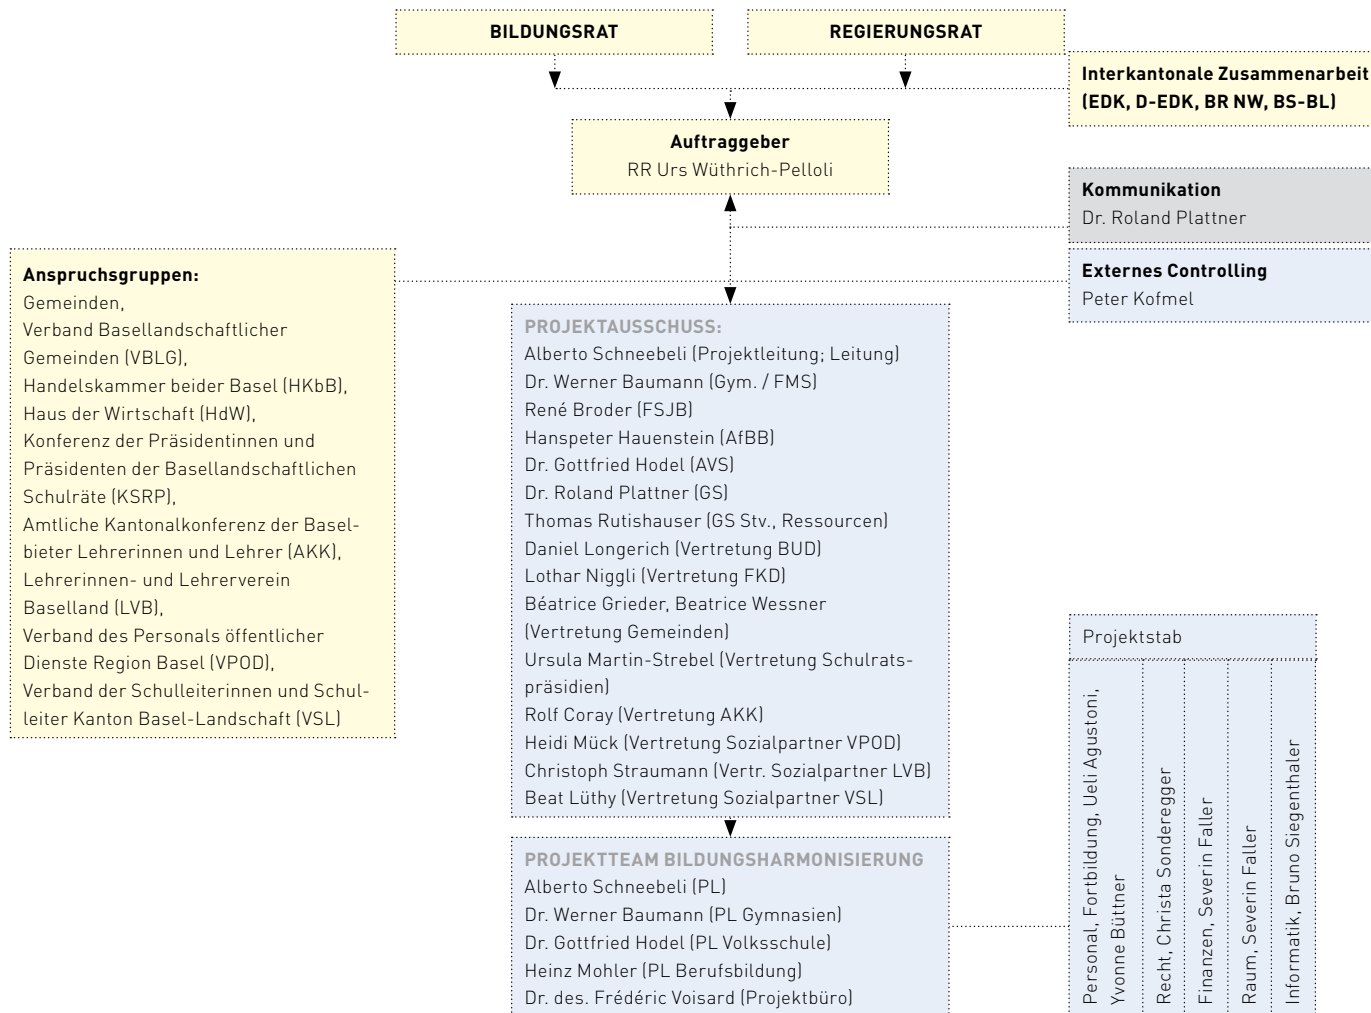 BILDUNGSRAT
REGIERUNGSRAT
Interkantonale Zusammenarbeit
(EDK, D-EDK, BR NW, BS-BL)
Auftraggeber
RR Urs Wüthrich-Pelloli
Kommunikation
Dr. Roland Plattner
Externes Controlling
Peter Kofmel
Anspruchsgruppen:
Gemeinden,
Verband Basellandschaftlicher
Gemeinden (VBLG),
Handelskammer beider Basel (HKbB),
Haus der Wirtschaft (HdW),
Konferenz der Präsidentinnen und
Präsidenten der Basellandschaftlichen
Schulräte (KSRP),
Amtliche Kantonalkonferenz der Basel-
bieter Lehrerinnen und Lehrer (AKK),
Lehrerinnen- und Lehrerverein
Baselland (LVB),
Verband des Personals öffentlicher
Dienste Region Basel (VPOD),
Verband der Schulleiterinnen und Schul-
leiter Kanton Basel-Landschaft (VSL)
PROJEKTAUSSCHUSS:
Alberto Schneebeli (Projektleitung; Leitung)
Dr. Werner Baumann (Gym. / FMS)
René Broder (FSJB)
Hanspeter Hauenstein (AfBB)
Dr. Gottfried Hodel (AVS)
Dr. Roland Plattner (GS)
Thomas Rutishauser (GS Stv., Ressourcen)
Daniel Longerich (Vertretung BUD)
Lothar Niggli (Vertretung FKD)
Béatrice Grieder, Beatrice Wessner
(Vertretung Gemeinden)
Ursula Martin-Strebel (Vertretung Schulrats-
präsidien)
Rolf Coray (Vertretung AKK)
Heidi Mück (Vertretung Sozialpartner VPOD)
Christoph Straumann (Vertr. Sozialpartner LVB)
Beat Lüthy (Vertretung Sozialpartner VSL)
PROJEKTTEAM BILDUNGSHARMONISIERUNG
Alberto Schneebeli (PL)
Dr. Werner Baumann (PL Gymnasien)
Dr. Gottfried Hodel (PL Volksschule)
Heinz Mohler (PL Berufsbildung)
Dr. des. Frédéric Voisard (Projektbüro)
Projektstab
Personal, Fortbildung, Ueli Agustoni,
Yvonne Büttner
Recht, Christa Sonderegger
Finanzen, Severin Faller
Raum, Severin Faller
Informatik, Bruno Siegenthaler